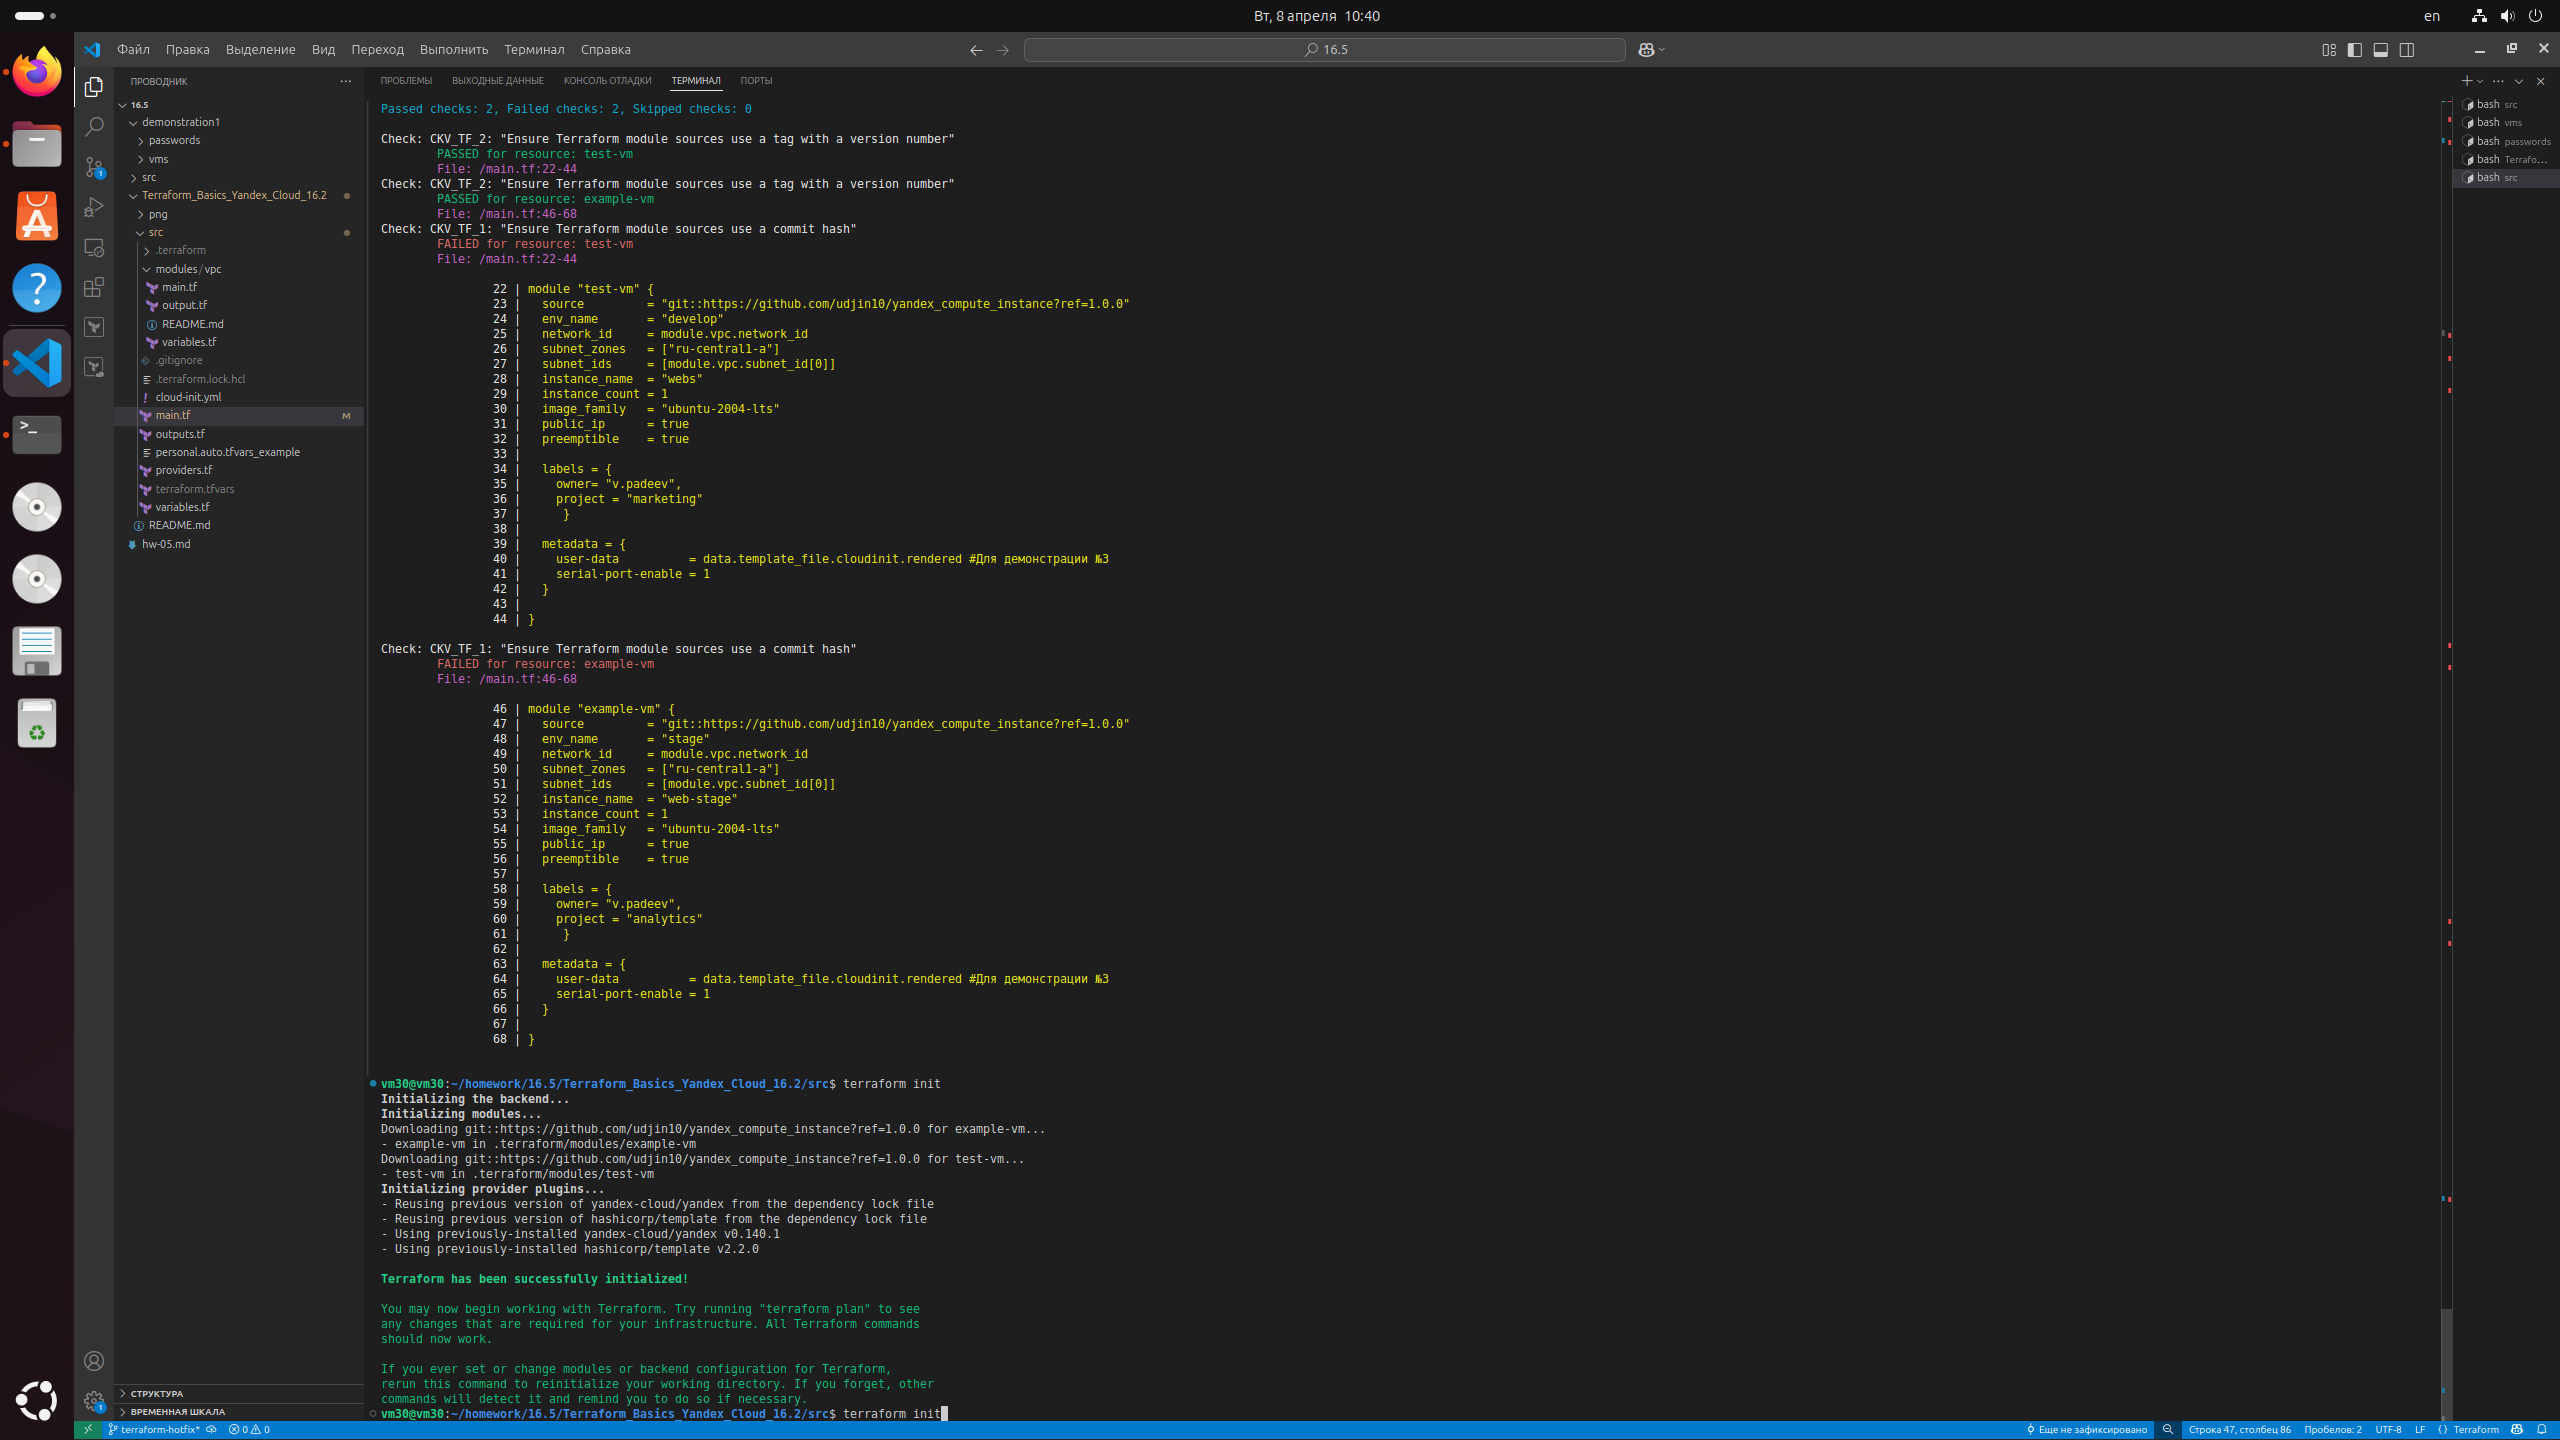 Вт, 8 апреля 10:40
en
Файл Правка Выделение Вид Переход Выполнить Терминал Справка
16.5
ПРОВОДНИК
16.5
demonstration1
passwords
vms
src
Terraform_Basics_Yandex_Cloud_16.2
png
src
.terraform
modules/vpc
main.tf
output.tf
README.md
variables.tf
.gitignore
.terraform.lock.hcl
cloud-init.yml
main.tf M
outputs.tf
personal.auto.tfvars_example
providers.tf
terraform.tfvars
variables.tf
README.md
hw-05.md
СТРУКТУРА
ВРЕМЕННАЯ ШКАЛА
ПРОБЛЕМЫ ВЫХОДНЫЕ ДАННЫЕ КОНСОЛЬ ОТЛАДКИ ТЕРМИНАЛ ПОРТЫ
Passed checks: 2, Failed checks: 2, Skipped checks: 0
Check: CKV_TF_2: "Ensure Terraform module sources use a tag with a version number"
PASSED for resource: test-vm
File: /main.tf:22-44
Check: CKV_TF_2: "Ensure Terraform module sources use a tag with a version number"
PASSED for resource: example-vm
File: /main.tf:46-68
Check: CKV_TF_1: "Ensure Terraform module sources use a commit hash"
FAILED for resource: test-vm
File: /main.tf:22-44
22 | module "test-vm" {
23 |   source         = "git::https://github.com/udjin10/yandex_compute_instance?ref=1.0.0"
24 |   env_name       = "develop"
25 |   network_id     = module.vpc.network_id
26 |   subnet_zones   = ["ru-central1-a"]
27 |   subnet_ids     = [module.vpc.subnet_id[0]]
28 |   instance_name  = "webs"
29 |   instance_count = 1
30 |   image_family   = "ubuntu-2004-lts"
31 |   public_ip      = true
32 |   preemptible    = true
33 |
34 |   labels = {
35 |     owner= "v.padeev",
36 |     project = "marketing"
37 |      }
38 |
39 |   metadata = {
40 |     user-data          = data.template_file.cloudinit.rendered #Для демонстрации №3
41 |     serial-port-enable = 1
42 |   }
43 |
44 | }
Check: CKV_TF_1: "Ensure Terraform module sources use a commit hash"
FAILED for resource: example-vm
File: /main.tf:46-68
46 | module "example-vm" {
47 |   source         = "git::https://github.com/udjin10/yandex_compute_instance?ref=1.0.0"
48 |   env_name       = "stage"
49 |   network_id     = module.vpc.network_id
50 |   subnet_zones   = ["ru-central1-a"]
51 |   subnet_ids     = [module.vpc.subnet_id[0]]
52 |   instance_name  = "web-stage"
53 |   instance_count = 1
54 |   image_family   = "ubuntu-2004-lts"
55 |   public_ip      = true
56 |   preemptible    = true
57 |
58 |   labels = {
59 |     owner= "v.padeev",
60 |     project = "analytics"
61 |      }
62 |
63 |   metadata = {
64 |     user-data          = data.template_file.cloudinit.rendered #Для демонстрации №3
65 |     serial-port-enable = 1
66 |   }
67 |
68 | }
vm30@vm30:~/homework/16.5/Terraform_Basics_Yandex_Cloud_16.2/src$ terraform init
Initializing the backend...
Initializing modules...
Downloading git::https://github.com/udjin10/yandex_compute_instance?ref=1.0.0 for example-vm...
- example-vm in .terraform/modules/example-vm
Downloading git::https://github.com/udjin10/yandex_compute_instance?ref=1.0.0 for test-vm...
- test-vm in .terraform/modules/test-vm
Initializing provider plugins...
- Reusing previous version of yandex-cloud/yandex from the dependency lock file
- Reusing previous version of hashicorp/template from the dependency lock file
- Using previously-installed yandex-cloud/yandex v0.140.1
- Using previously-installed hashicorp/template v2.2.0
Terraform has been successfully initialized!
You may now begin working with Terraform. Try running "terraform plan" to see
any changes that are required for your infrastructure. All Terraform commands
should now work.
If you ever set or change modules or backend configuration for Terraform,
rerun this command to reinitialize your working directory. If you forget, other
commands will detect it and remind you to do so if necessary.
vm30@vm30:~/homework/16.5/Terraform_Basics_Yandex_Cloud_16.2/src$ terraform init
bash src
bash vms
bash passwords
bash Terrafo...
bash src
1
1
terraform-hotfix* 0 0
Еще не зафиксировано Строка 47, столбец 86 Пробелов: 2 UTF-8 LF {} Terraform